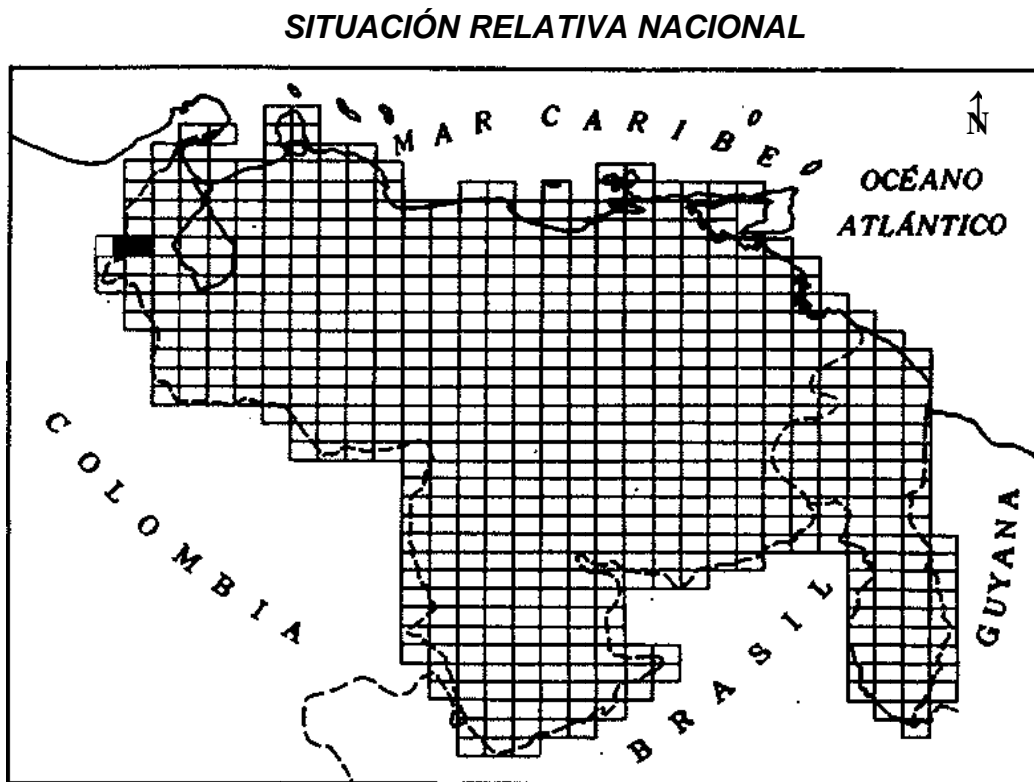 SITUACIÓN RELATIVA NACIONAL
MAR CARIBE
N
OCÉANO
ATLÁNTICO
COLOMBIA
BRASIL
GUYANA